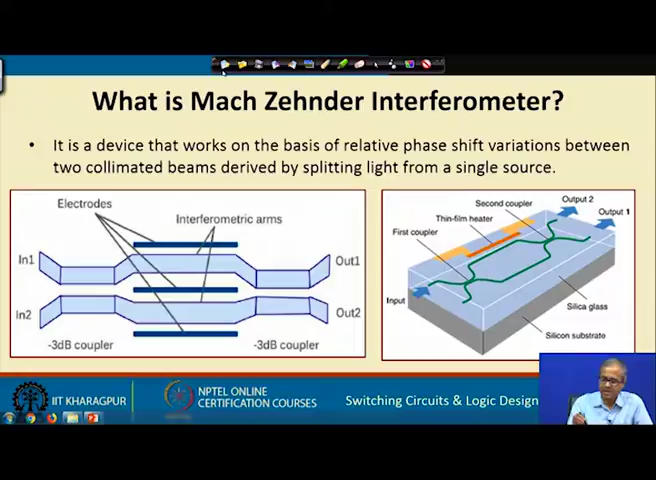 What is Mach Zehnder Interferometer?
• It is a device that works on the basis of relative phase shift variations between
two collimated beams derived by splitting light from a single source.
Electrodes
Interferometric arms
In1
Out1
In2
Out2
-3dB coupler
-3dB coupler
Second coupler
Output 2
Thin-film heater
Output 1
First coupler
Input
Silica glass
Silicon substrate
IIT KHARAGPUR
NPTEL ONLINE
CERTIFICATION COURSES
Switching Circuits & Logic Design